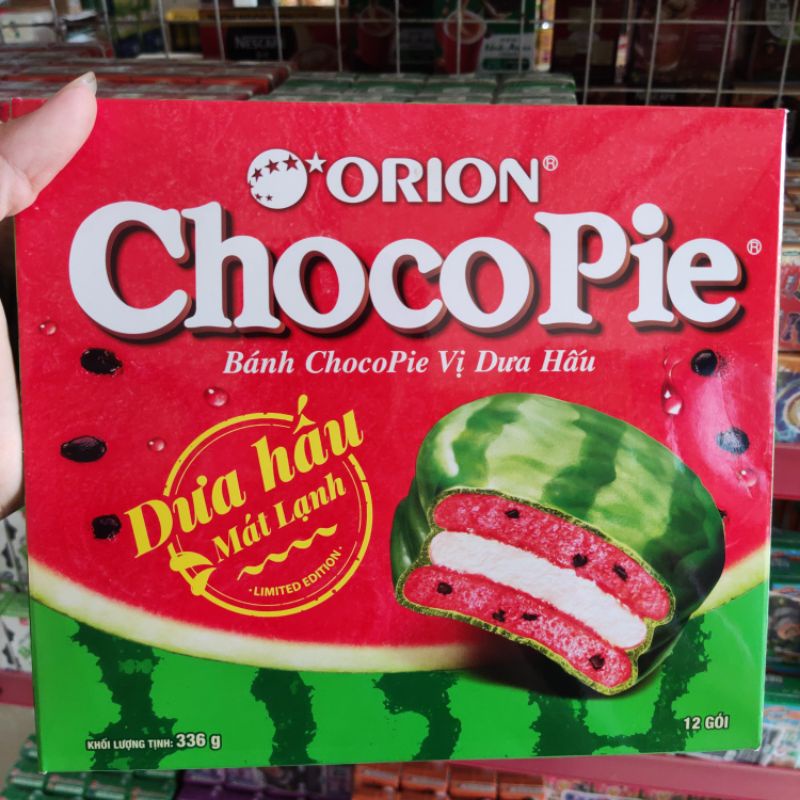 NESCAFÉ
ORION®
ChocoPie®
Bánh ChocoPie Vị Dưa Hấu
Dưa hấu
Mát Lạnh
·LIMITED EDITION·
KHỐI LƯỢNG TỊNH: 336 g
12 GÓI